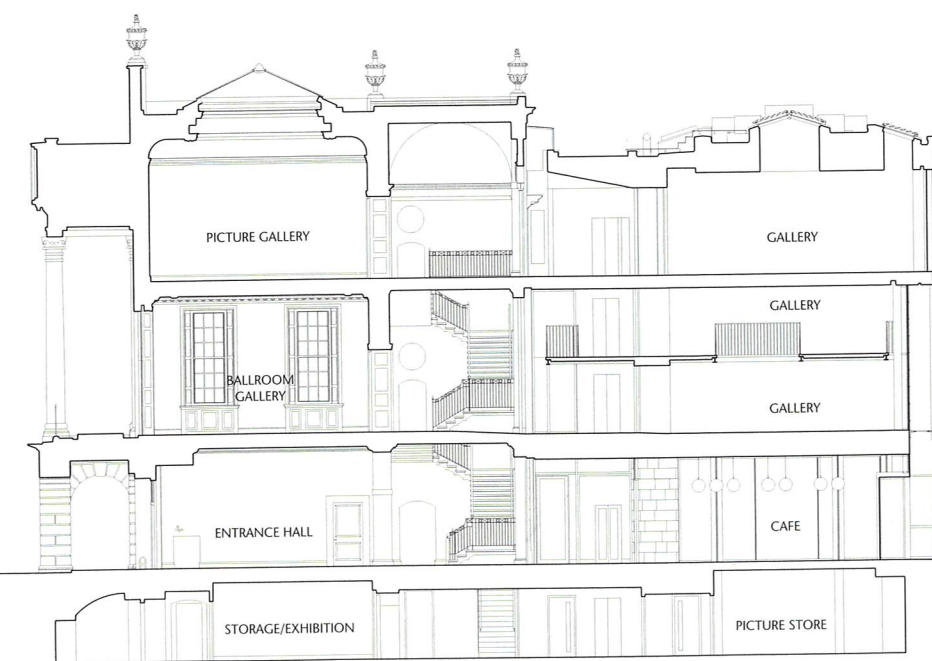 PICTURE GALLERY
GALLERY
GALLERY
BALLROOM
GALLERY
GALLERY
ENTRANCE HALL
CAFE
STORAGE/EXHIBITION
PICTURE STORE